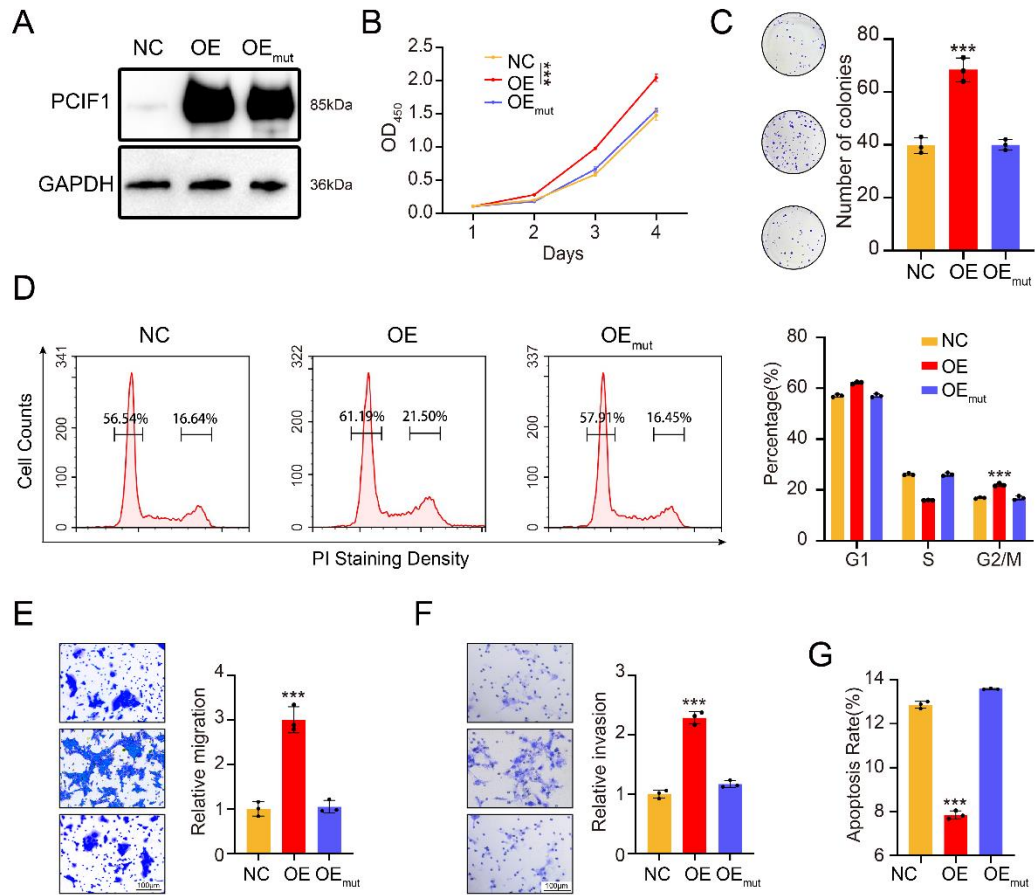 A
NC OE OEmut
PCIF1
85kDa
GAPDH
36kDa
B
OD450
2.5
2.0
1.5
1.0
0.5
0.0
1 2 3 4
Days
NC
OE
OEmut
***
C
Number of colonies
80
60
40
20
0
***
NC OE OEmut
D
NC
OE
OEmut
Cell Counts
341
200
100
0
56.54% 16.64%
322
200
100
0
61.19% 21.50%
337
200
100
0
57.91% 16.45%
PI Staining Density
Percentage(%)
80
60
40
20
0
NC
OE
OEmut
***
G1 S G2/M
E
100μm
Relative migration
4
3
2
1
0
***
NC OE OEmut
F
100μm
Relative invasion
3
2
1
0
***
NC OE OEmut
G
Apoptosis Rate(%)
14
12
10
8
6
***
NC OE OEmut